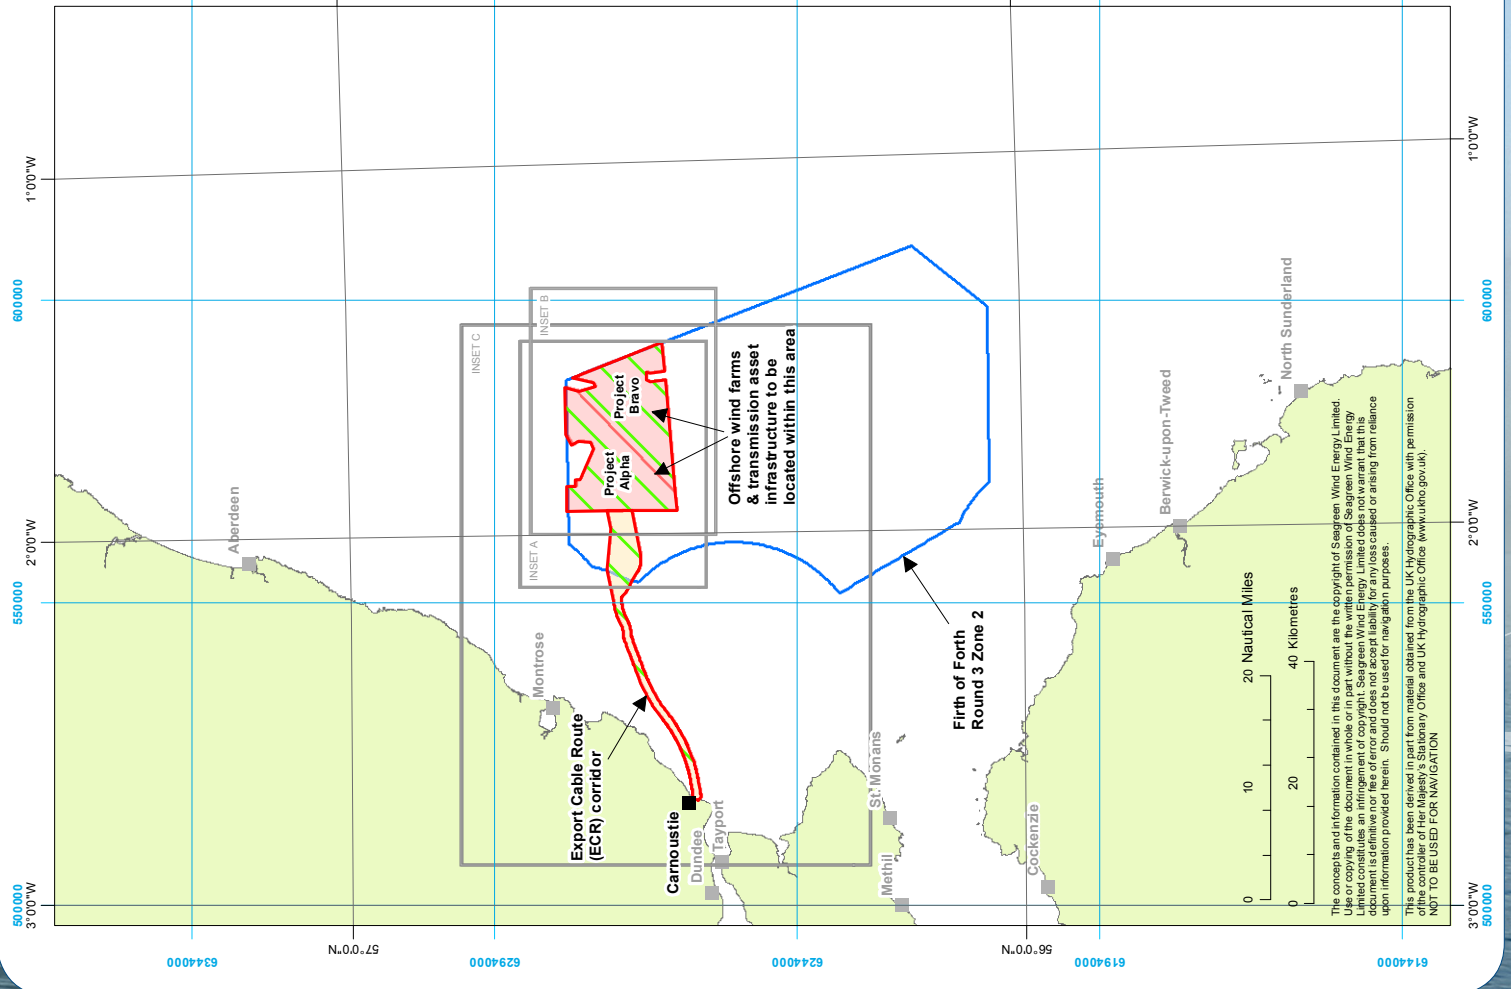 1°0'0"W
2°0'0"W
3°0'0"W
600000
550000
500000
1°0'0"W
2°0'0"W
3°0'0"W
600000
550000
500000
6344000
57°0'0"N
6294000
6244000
56°0'0"N
6194000
6144000
Aberdeen
Montrose
INSET C
INSET B
INSET A
Project
Alpha
Project
Bravo
Offshore wind farms
& transmission asset
infrastructure to be
located within this area
Export Cable Route
(ECR) corridor
Carnoustie
Dundee
Tayport
St. Monans
Methil
Cockenzie
Firth of Forth
Round 3 Zone 2
Eyemouth
Berwick-upon-Tweed
North Sunderland
0 10 20 Nautical Miles
0 20 40 Kilometres
The concepts and information contained in this document are the copyright of Seagreen Wind Energy Limited.
Use or copying of the document in whole or in part without the written permission of Seagreen Wind Energy
Limited constitutes an infringement of copyright. Seagreen Wind Energy Limited does not warrant that this
document is definitive nor free of error and does not accept liability for any loss caused or arising from reliance
upon information provided herein. Should not be used for navigation purposes.
This product has been derived in part from material obtained from the UK Hydrographic Office with permission
of the controller of Her Majesty's Stationary Office and UK Hydrographic Office (www.ukho.gov.uk).
NOT TO BE USED FOR NAVIGATION